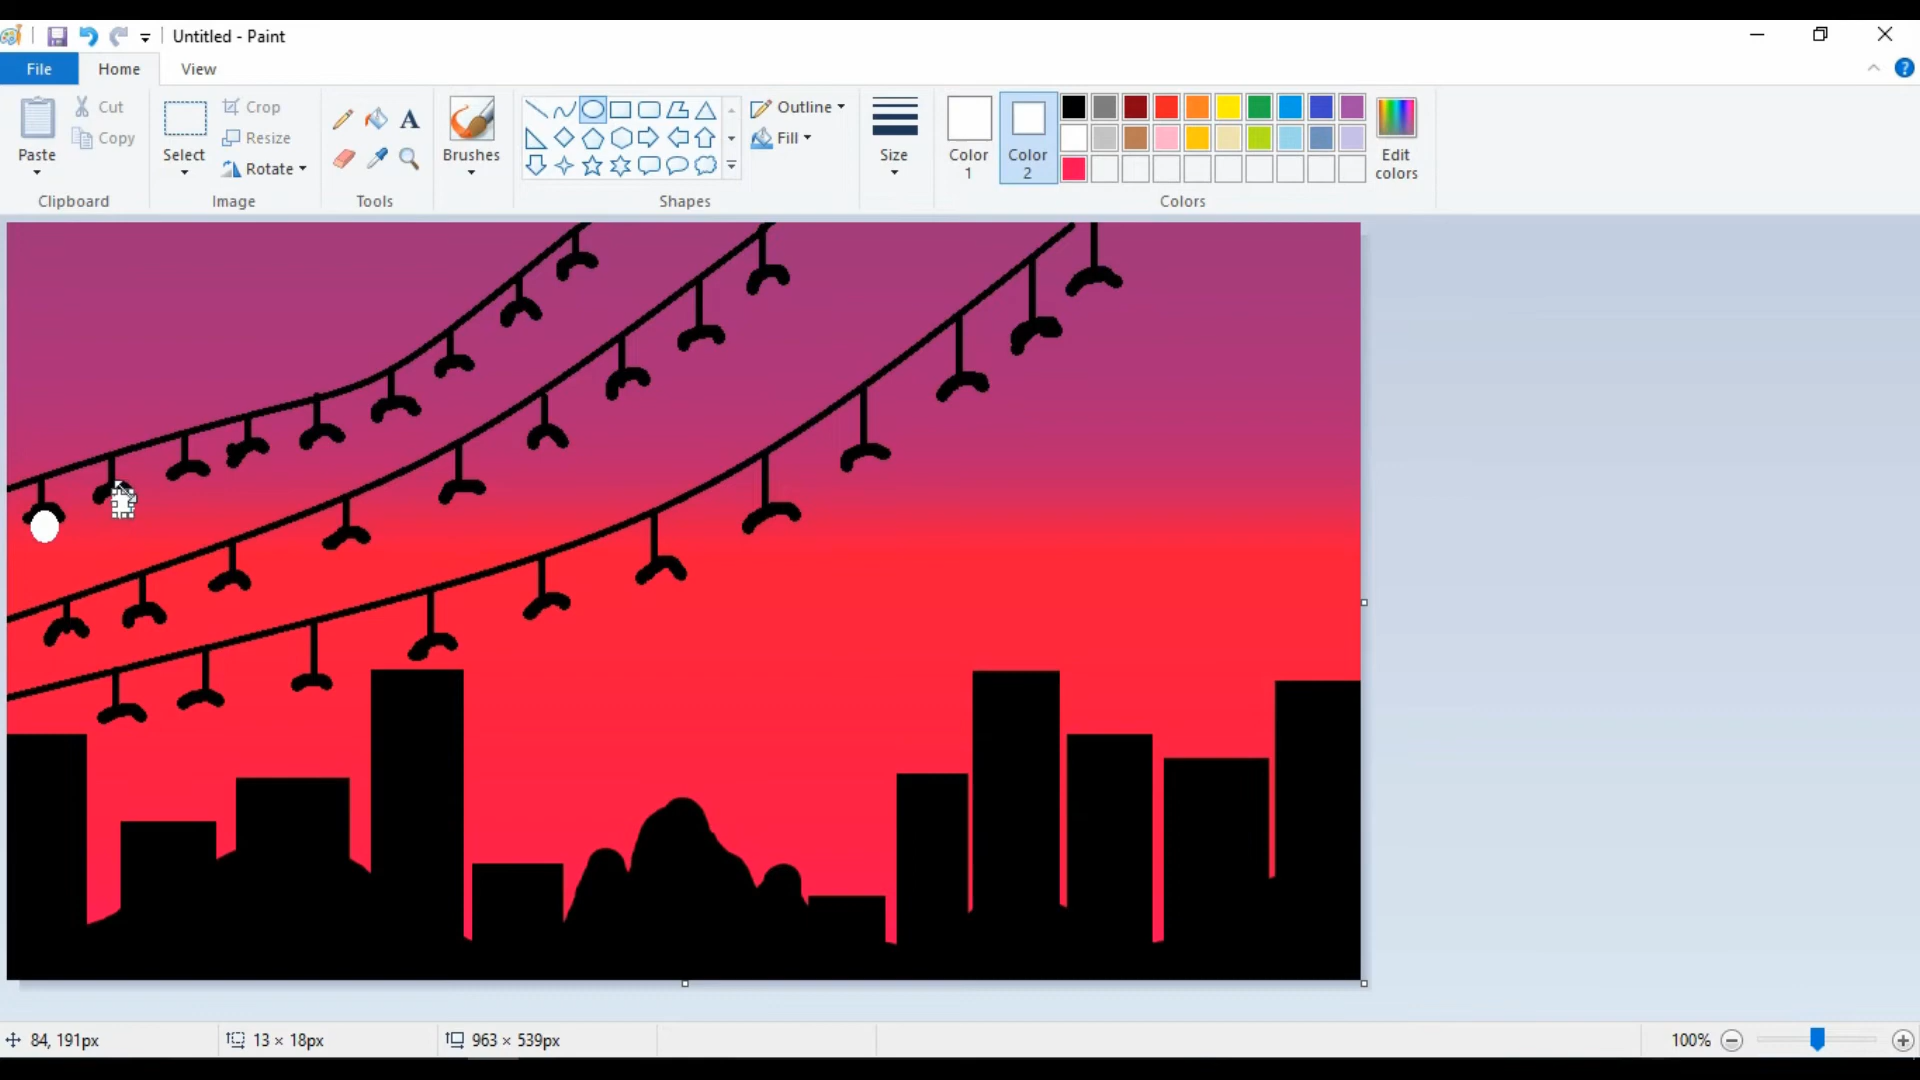 Untitled - Paint
File Home View
Paste
Cut
Copy
Clipboard
Select
Crop
Resize
Rotate
Image
A
Tools
Brushes
Outline
Fill
Shapes
Size
Color 1
Color 2
Edit colors
Colors
84, 191px
13 × 18px
963 × 539px
100%